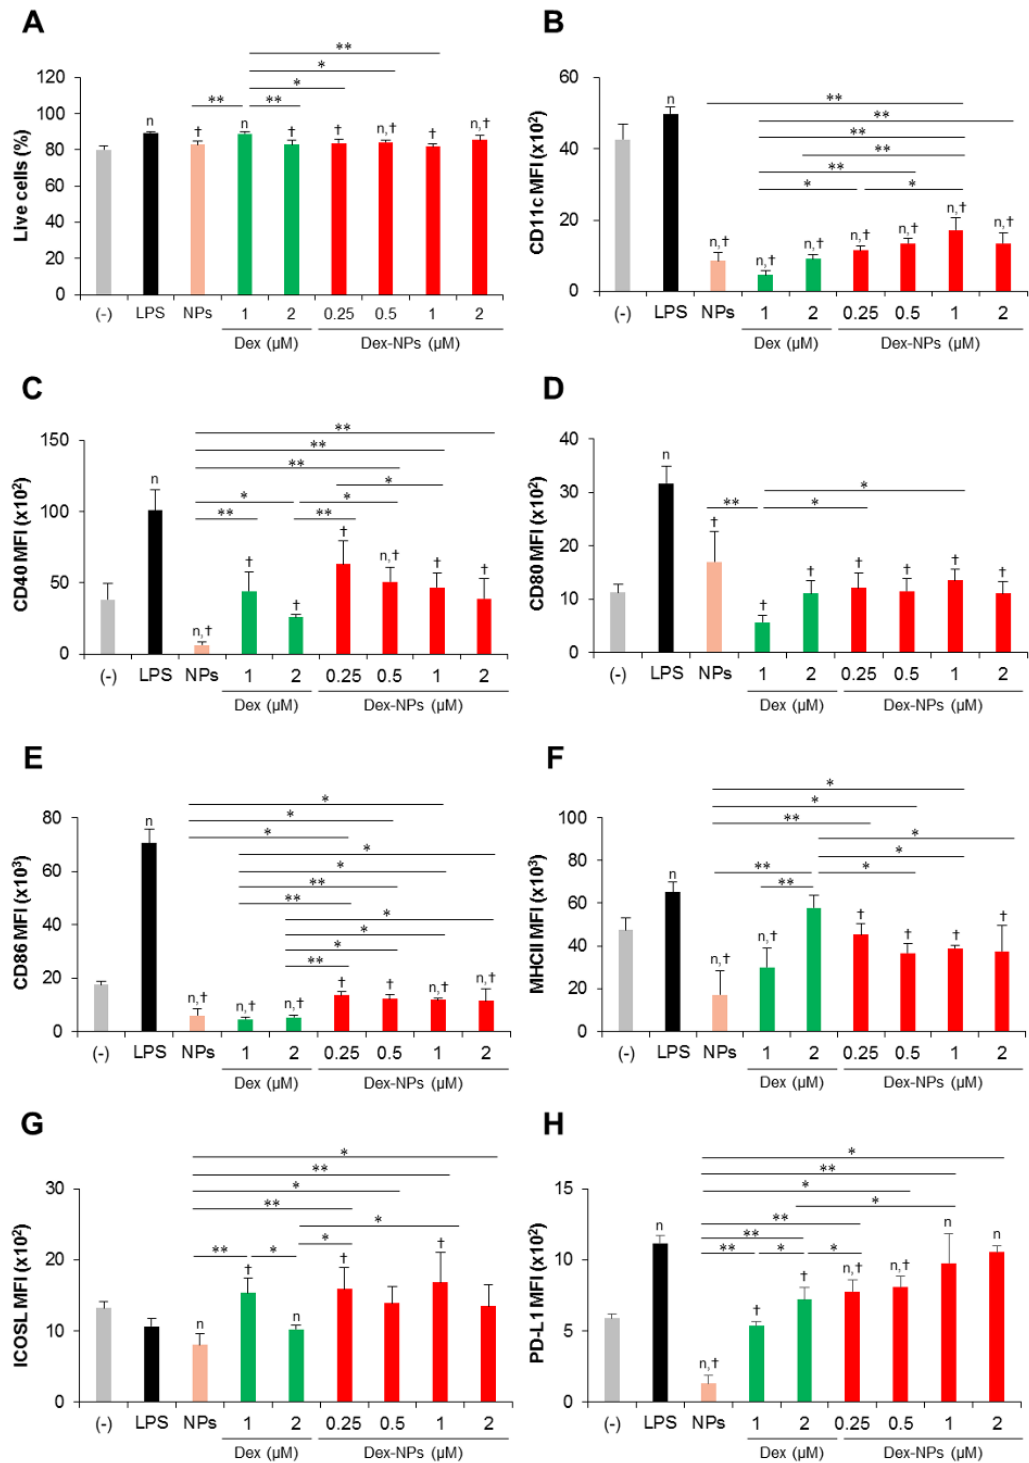 A
**
*
*
** **
n † n † † n,† † n,†
Live cells (%)
120
100
80
60
40
20
0
(-) LPS NPs 1 2 0.25 0.5 1 2
Dex (µM) Dex-NPs (µM)
B
**
**
**
**
**
* *
n n,† n,† n,† n,† n,† n,† n,†
CD11c MFI (x10²)
60
40
20
0
(-) LPS NPs 1 2 0.25 0.5 1 2
Dex (µM) Dex-NPs (µM)
C
**
**
**
*
* *
** **
n n,† † † † n,† † †
CD40 MFI (x10²)
150
100
50
0
(-) LPS NPs 1 2 0.25 0.5 1 2
Dex (µM) Dex-NPs (µM)
D
*
** *
n † † † † † † †
CD80 MFI (x10²)
40
30
20
10
0
(-) LPS NPs 1 2 0.25 0.5 1 2
Dex (µM) Dex-NPs (µM)
E
*
*
*
*
*
**
**
*
*
*
**
n n,† n,† n,† † † n,† n,†
CD86 MFI (x10³)
80
60
40
20
0
(-) LPS NPs 1 2 0.25 0.5 1 2
Dex (µM) Dex-NPs (µM)
F
*
*
**
*
*
** *
**
n n,† n,† † † † †
MHCII MFI (x10³)
100
80
60
40
20
0
(-) LPS NPs 1 2 0.25 0.5 1 2
Dex (µM) Dex-NPs (µM)
G
*
**
*
**
*
*
** *
n † n † †
ICOSL MFI (x10²)
30
20
10
0
(-) LPS NPs 1 2 0.25 0.5 1 2
Dex (µM) Dex-NPs (µM)
H
*
**
*
*
**
**
** * *
n n,† † † n,† n,† n n
PD-L1 MFI (x10²)
15
10
5
0
(-) LPS NPs 1 2 0.25 0.5 1 2
Dex (µM) Dex-NPs (µM)